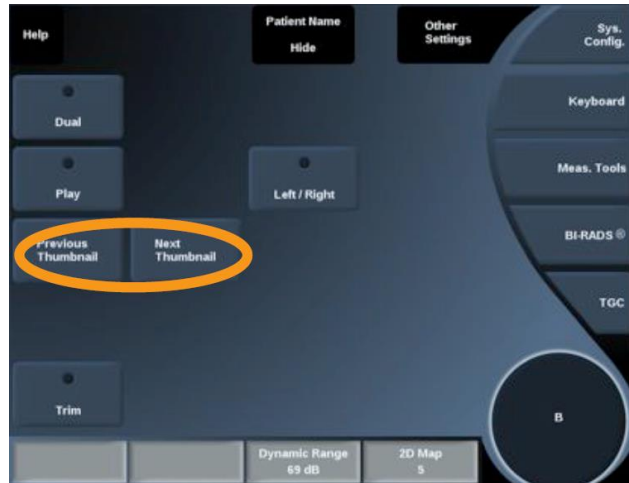 Help
Patient Name
Hide
Other
Settings
Sys.
Config.
Dual
Keyboard
Play
Left / Right
Meas. Tools
Previous
Thumbnail
Next
Thumbnail
BI-RADS ®
TGC
Trim
B
Dynamic Range
69 dB
2D Map
5